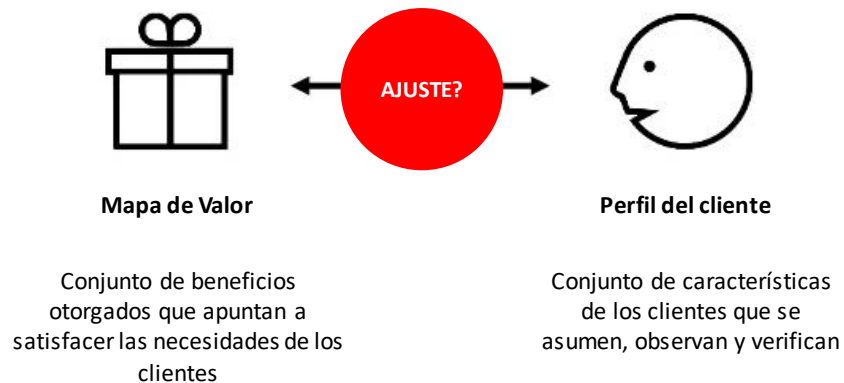 AJUSTE?
Mapa de Valor
Perfil del cliente
Conjunto de beneficios
otorgados que apuntan a
satisfacer las necesidades de los
clientes
Conjunto de características
de los clientes que se
asumen, observan y verifican